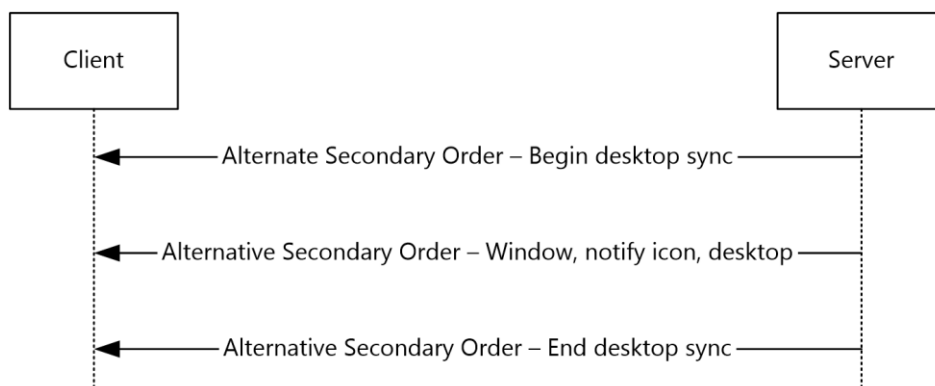 Client
Server
Alternate Secondary Order – Begin desktop sync
Alternative Secondary Order – Window, notify icon, desktop
Alternative Secondary Order – End desktop sync